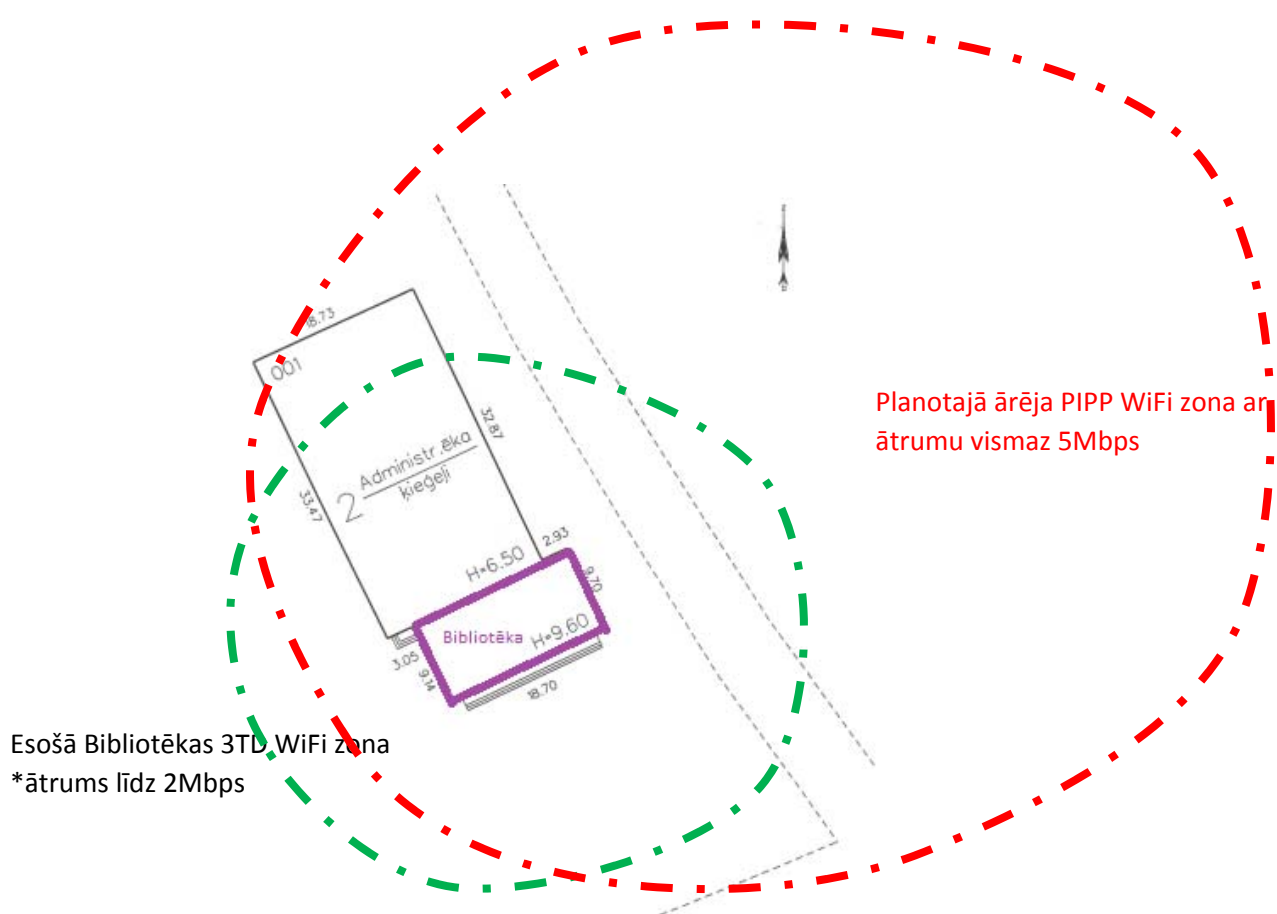 Z
18.73
001
32.87
Planotajā ārēja PIPP WiFi zona ar
ātrumu vismaz 5Mbps
2 Administr.ēka
ķieģeļi
33.47
2.93
H=6.50
9.70
Bibliotēka
H=9.60
3.05
9.14
18.70
Esošā Bibliotēkas 3TD WiFi zona
*ātrums līdz 2Mbps